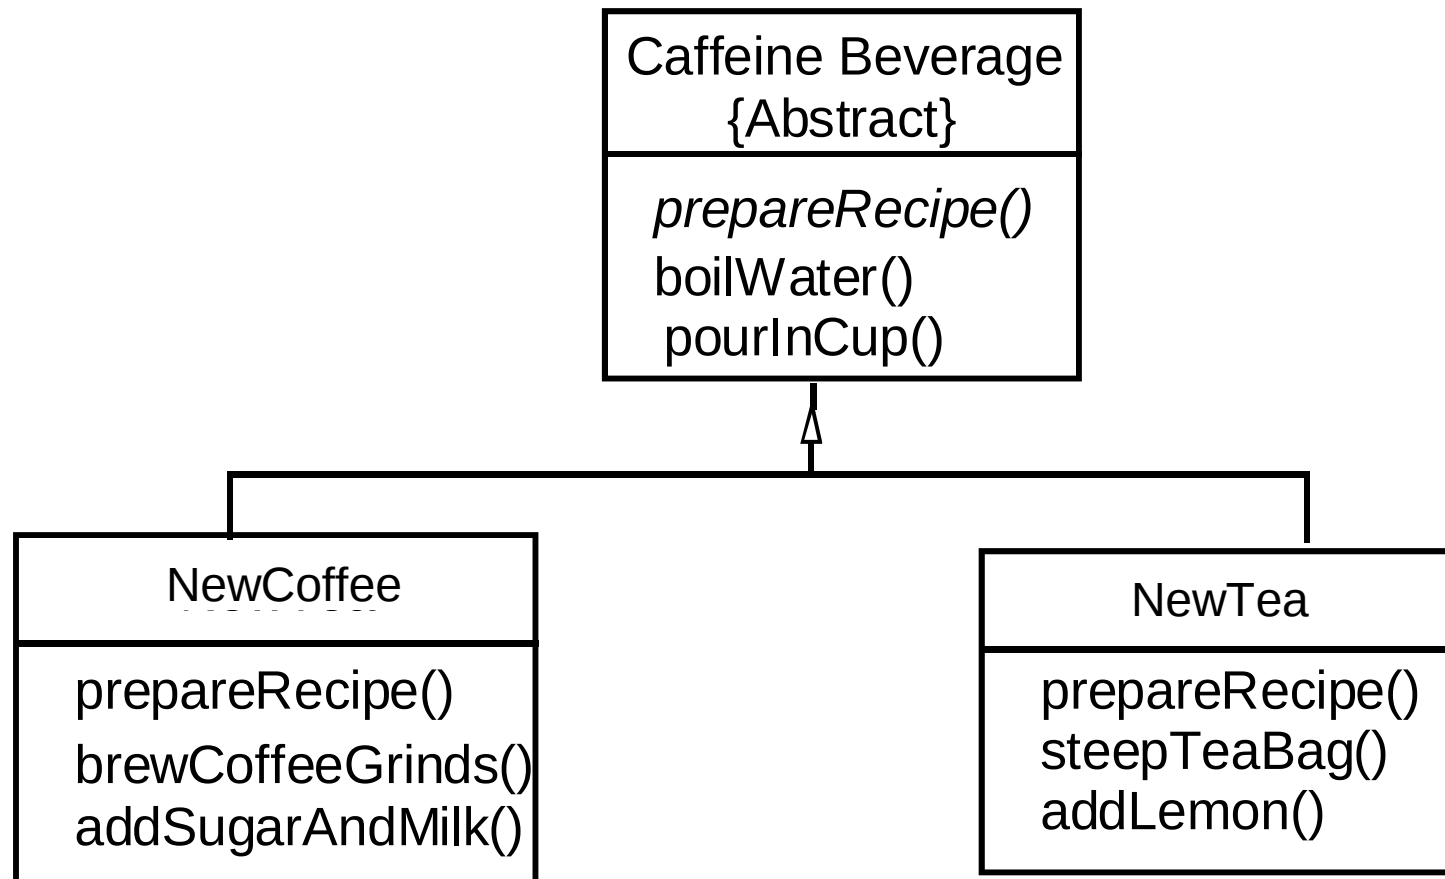 Caffeine Beverage
{Abstract}
prepareRecipe()
boilWater()
pourInCup()
NewCoffee
prepareRecipe()
brewCoffeeGrinds()
addSugarAndMilk()
NewTea
prepareRecipe()
steepTeaBag()
addLemon()